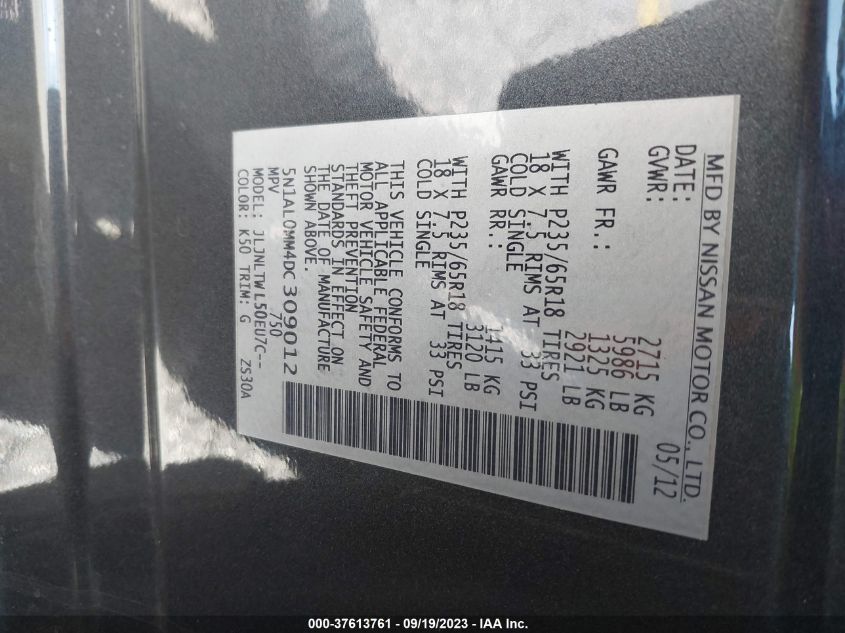 MFD BY NISSAN MOTOR CO., LTD.
DATE: 05/12
GVWR: 2715 KG
5986 LB
GAWR FR.: 1325 KG
2921 LB
WITH P235/65R18 TIRES
18 X 7.5 RIMS AT 33 PSI
COLD SINGLE
GAWR RR.: 1415 KG
3120 LB
WITH P235/65R18 TIRES
18 X 7.5 RIMS AT 33 PSI
COLD SINGLE
THIS VEHICLE CONFORMS TO
ALL APPLICABLE FEDERAL
MOTOR VEHICLE SAFETY AND
THEFT PREVENTION
STANDARDS IN EFFECT ON
THE DATE OF MANUFACTURE
SHOWN ABOVE.
5N1AL0MM4DC309012
MPV 750
MODEL: JLJNLTW L50EU7C--
COLOR: K50 TRIM: G ZS30A
000-37613761 - 09/19/2023 - IAA Inc.